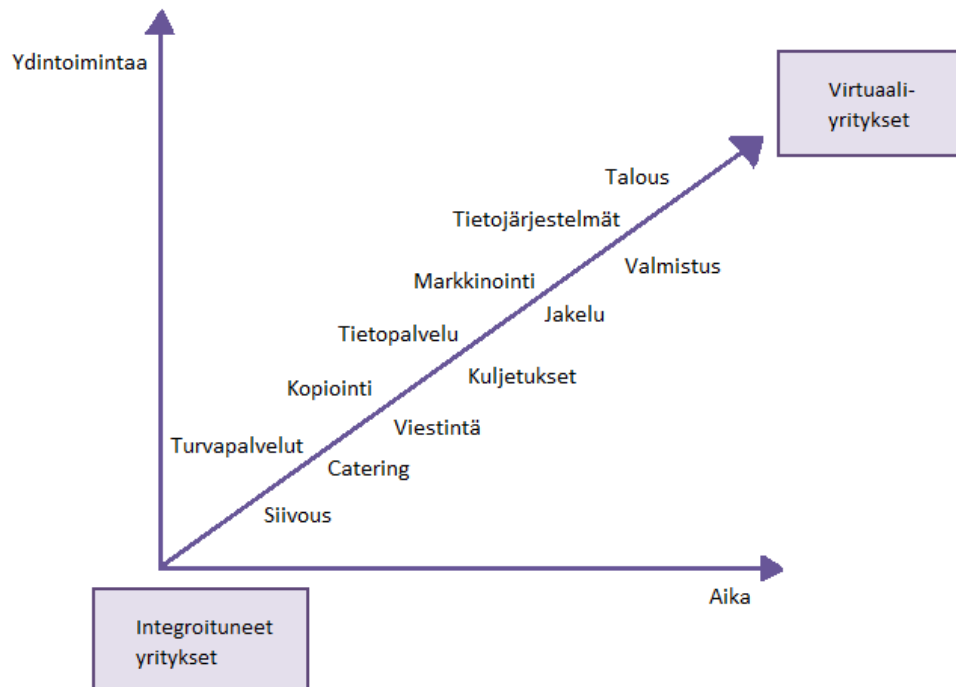 Ydintoimintaa
Virtuaali-
yritykset
Talous
Tietojärjestelmät
Valmistus
Markkinointi
Jakelu
Tietopalvelu
Kuljetukset
Kopiointi
Viestintä
Turvapalvelut
Catering
Siivous
Aika
Integroituneet
yritykset